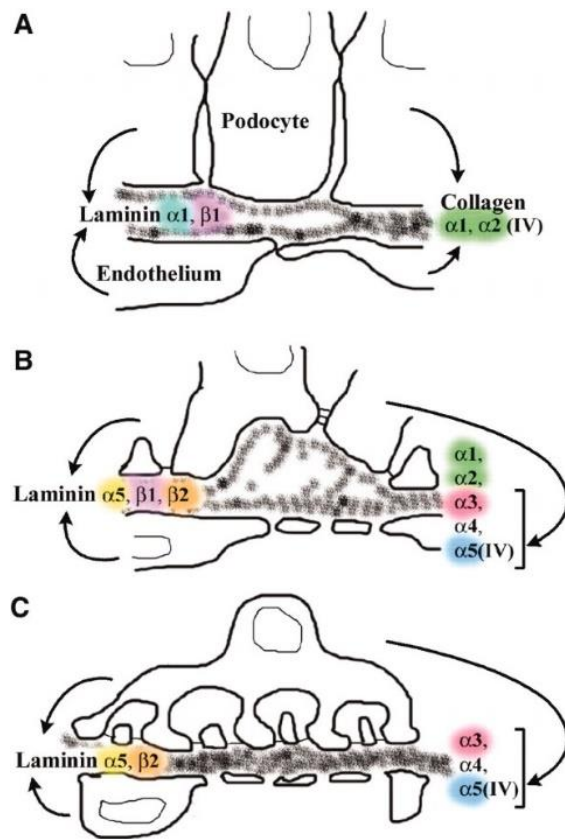 A
Podocyte
Laminin α1, β1
Collagen
α1, α2 (IV)
Endothelium
B
Laminin α5, β1, β2
α1,
α2,
α3,
α4,
α5(IV)
C
Laminin α5, β2
α3,
α4,
α5(IV)